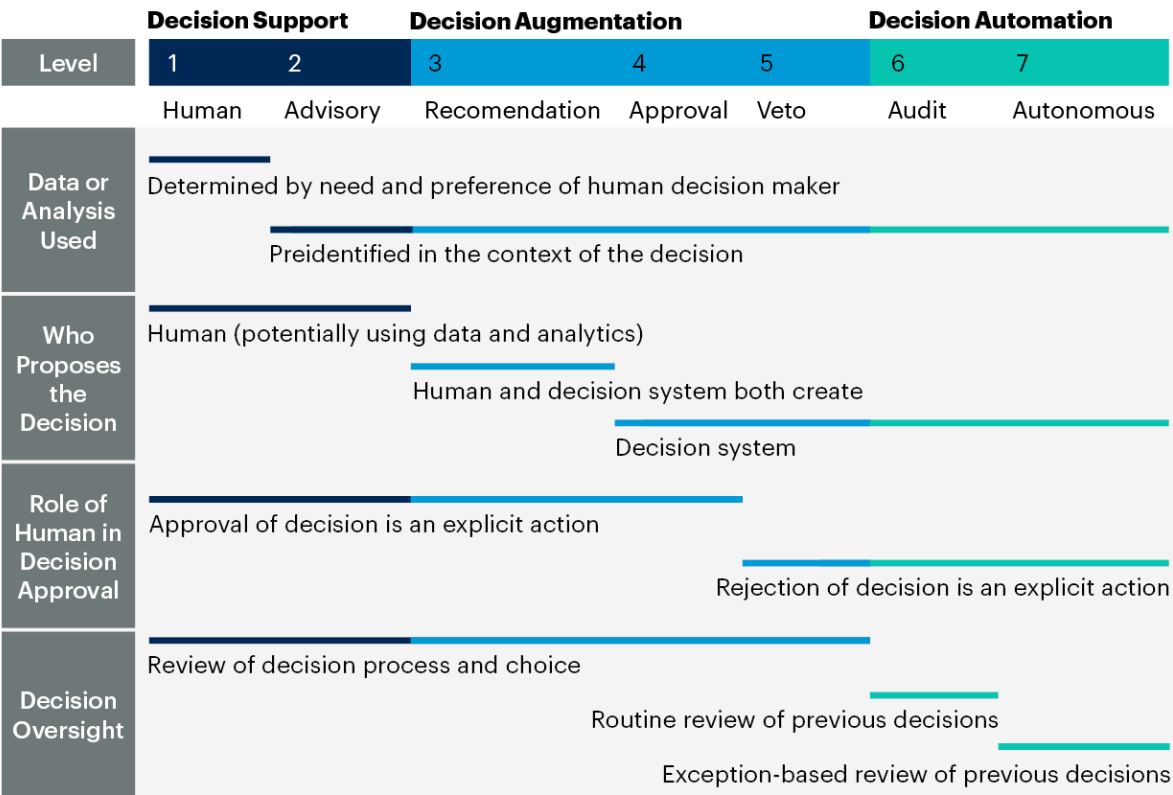 Decision Support Decision Augmentation Decision Automation
Level 1 2 3 4 5 6 7
Human Advisory Recomendation Approval Veto Audit Autonomous
Data or
Analysis
Used
Determined by need and preference of human decision maker
Preidentified in the context of the decision
Who
Proposes
the
Decision
Human (potentially using data and analytics)
Human and decision system both create
Decision system
Role of
Human in
Decision
Approval
Approval of decision is an explicit action
Rejection of decision is an explicit action
Decision
Oversight
Review of decision process and choice
Routine review of previous decisions
Exception-based review of previous decisions